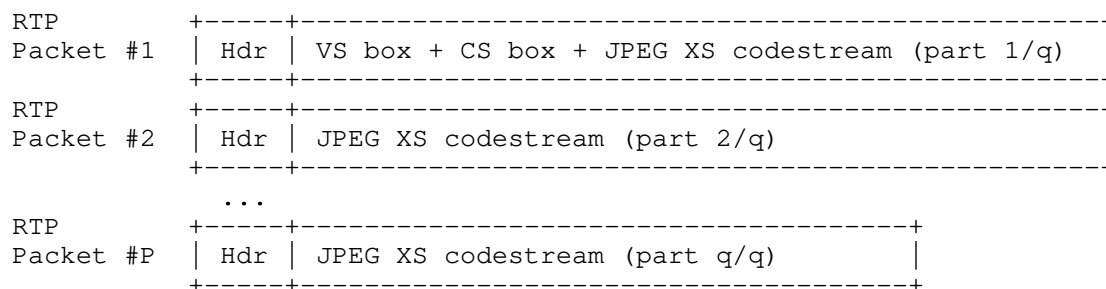 RTP +-----+------------------------------------------------
Packet #1 | Hdr | VS box + CS box + JPEG XS codestream (part 1/q)
+-----+------------------------------------------------
RTP +-----+------------------------------------------------
Packet #2 | Hdr | JPEG XS codestream (part 2/q)
+-----+------------------------------------------------
...
RTP +-----+------------------------------------+
Packet #P | Hdr | JPEG XS codestream (part q/q) |
+-----+------------------------------------+